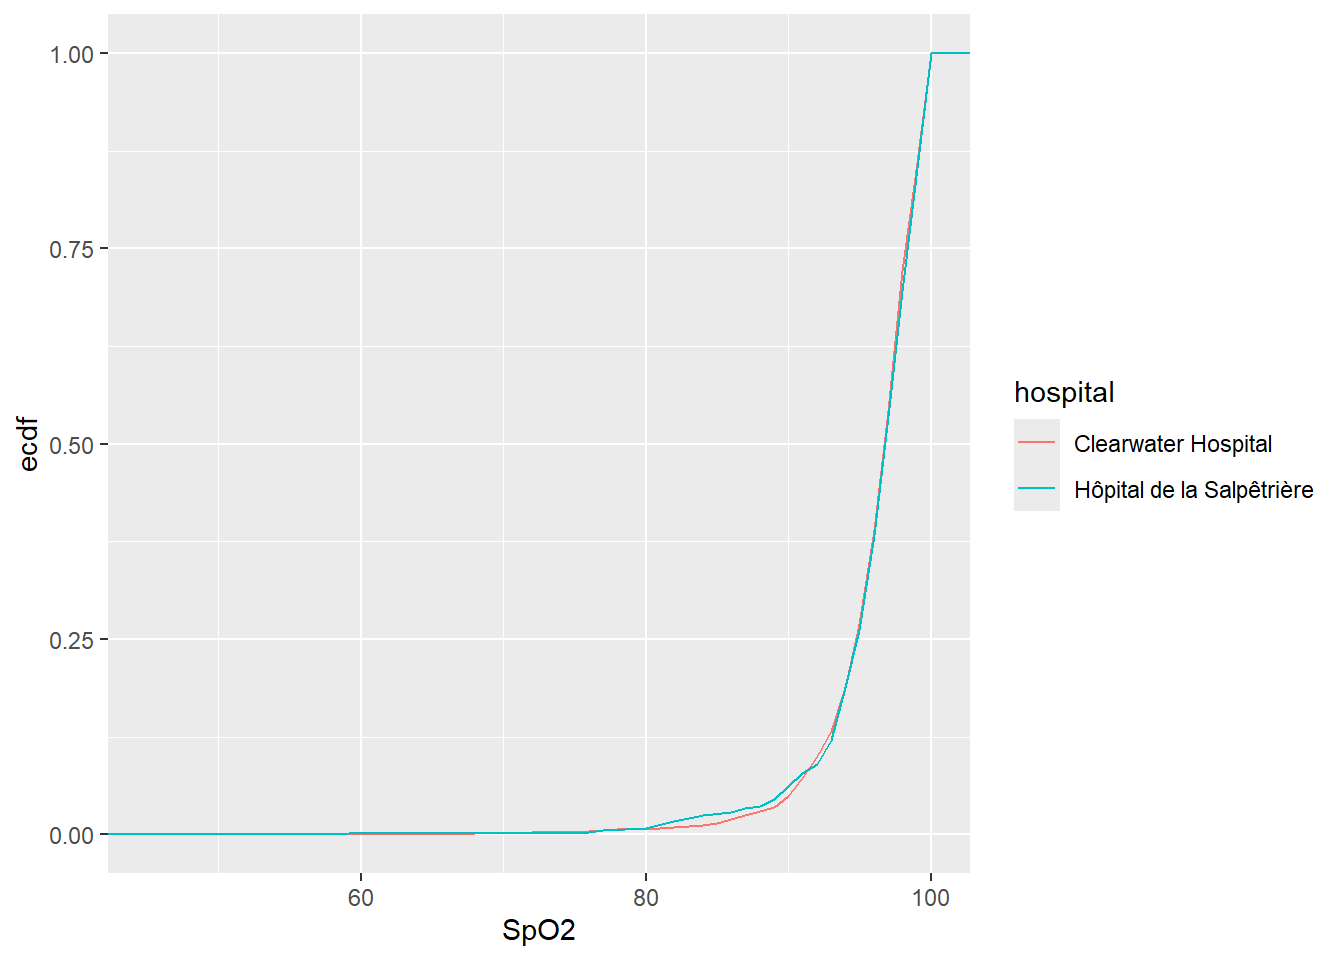 1.00
0.75
0.50
0.25
0.00
ecdf
60 80 100
SpO2
hospital
Clearwater Hospital
Hôpital de la Salpêtrière